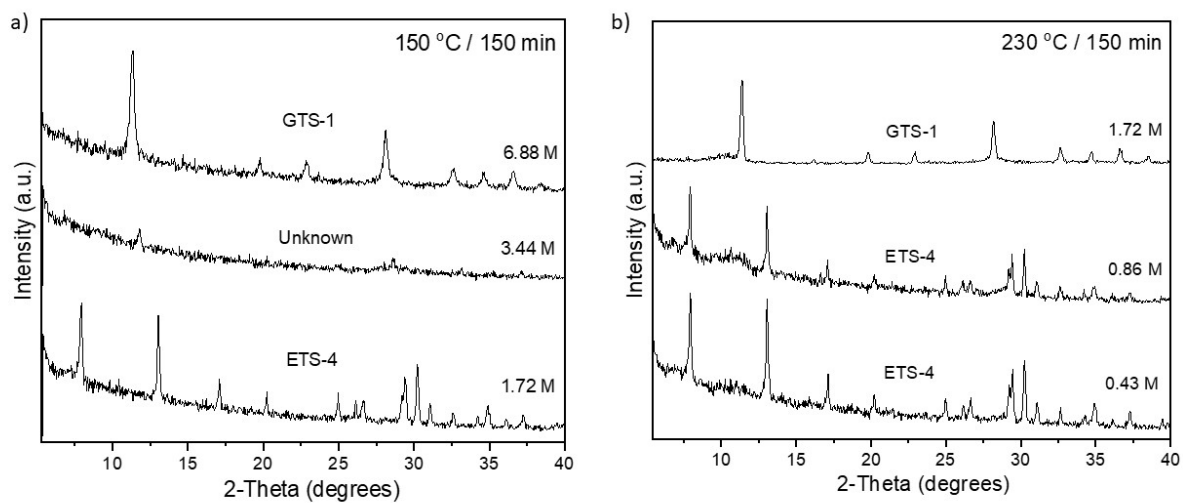 a)
150 °C / 150 min
GTS-1
6.88 M
Unknown
3.44 M
ETS-4
1.72 M
Intensity (a.u.)
10 15 20 25 30 35 40
2-Theta (degrees)
b)
230 °C / 150 min
GTS-1
1.72 M
ETS-4
0.86 M
ETS-4
0.43 M
Intensity (a.u.)
10 15 20 25 30 35 40
2-Theta (degrees)